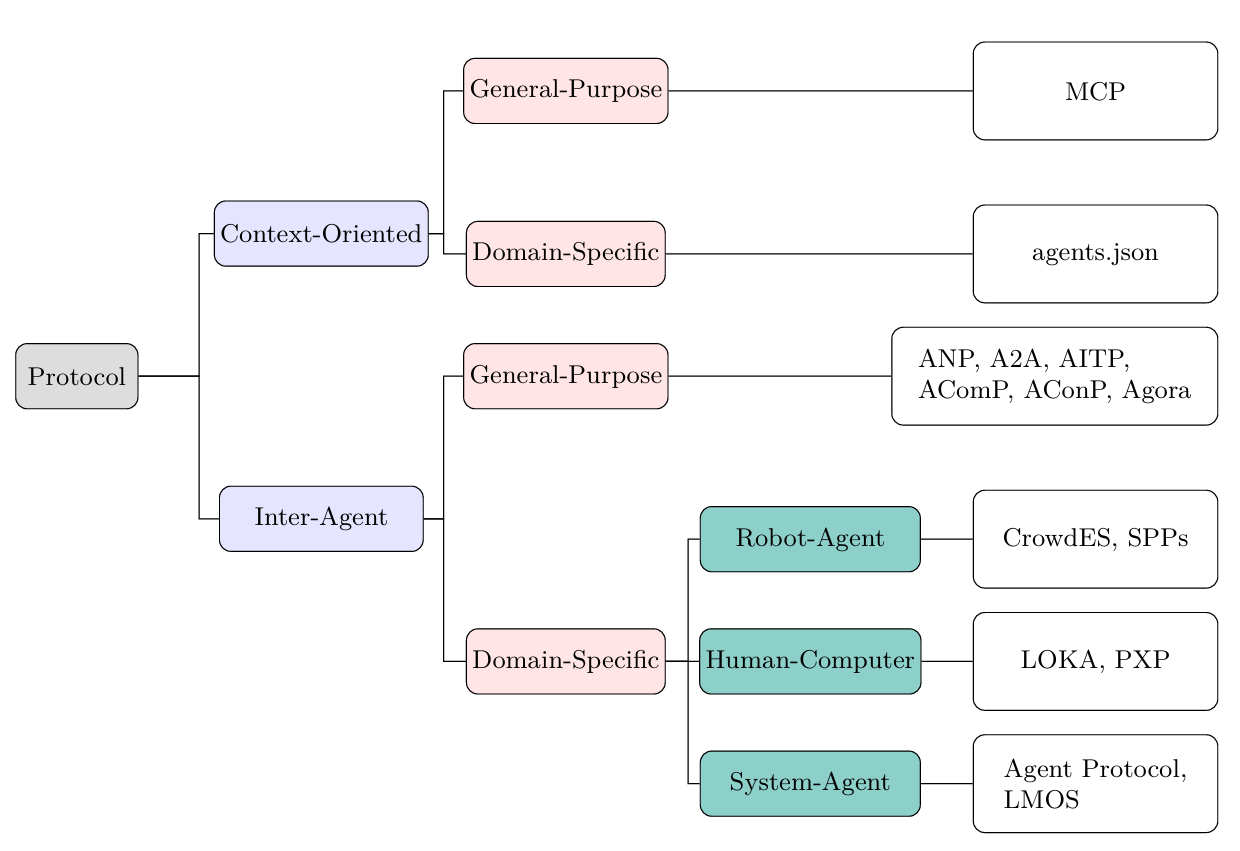 General-Purpose
MCP
Context-Oriented
Domain-Specific
agents.json
Protocol
General-Purpose
ANP, A2A, AITP,
AComP, AConP, Agora
Inter-Agent
Robot-Agent
CrowdES, SPPs
Domain-Specific
Human-Computer
LOKA, PXP
System-Agent
Agent Protocol,
LMOS